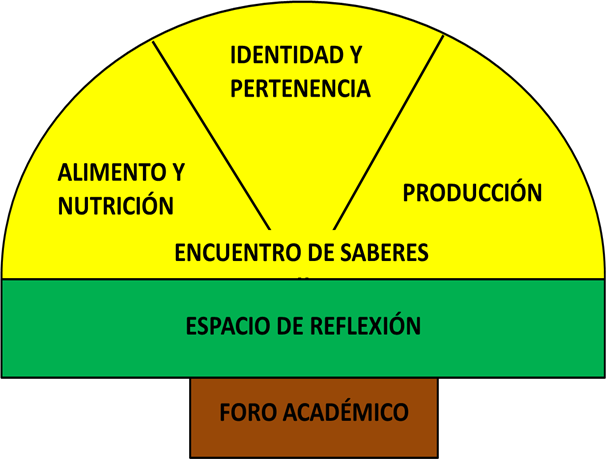 IDENTIDAD Y
PERTENENCIA
ALIMENTO Y
NUTRICIÓN
PRODUCCIÓN
ENCUENTRO DE SABERES
ESPACIO DE REFLEXIÓN
FORO ACADÉMICO